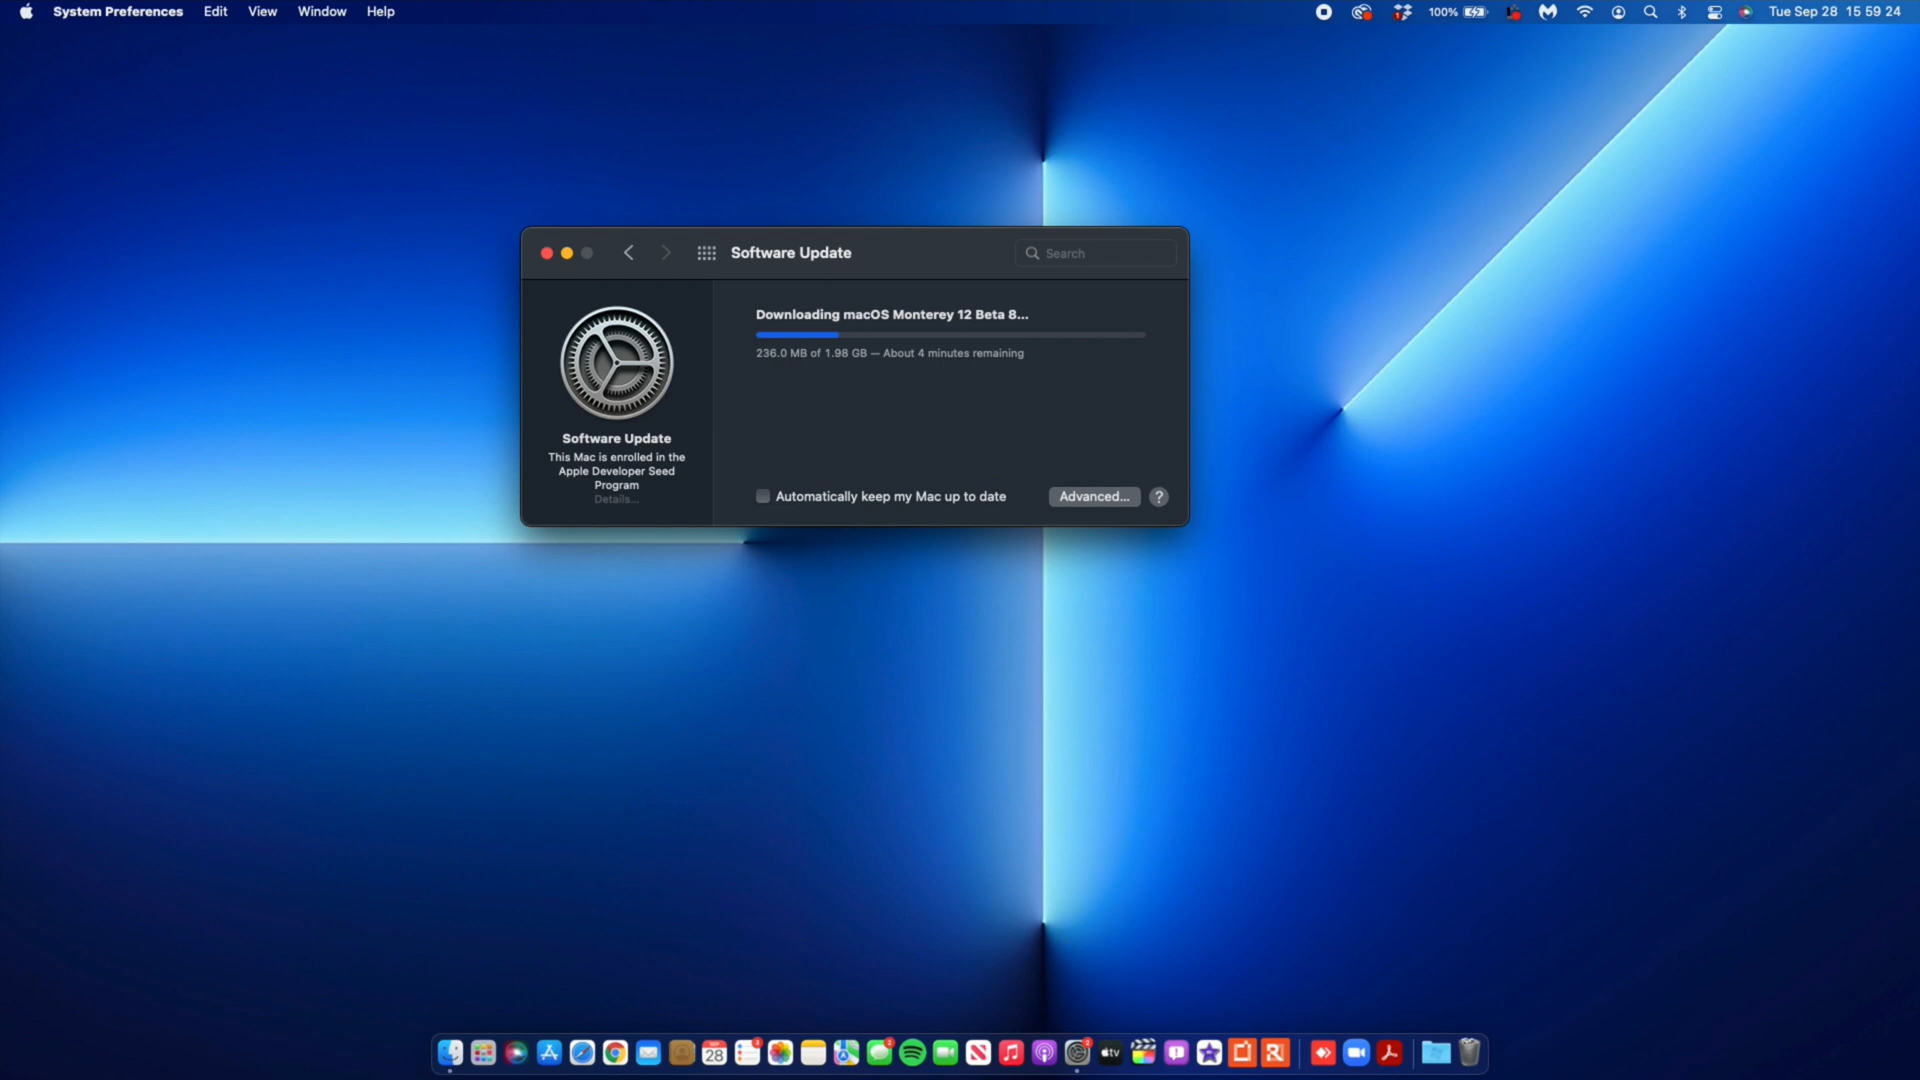 System Preferences Edit View Window Help
100% Tue Sep 28 15 59 24
Software Update
Search
Downloading macOS Monterey 12 Beta 8...
236.0 MB of 1.98 GB — About 4 minutes remaining
Software Update
This Mac is enrolled in the
Apple Developer Seed
Program
Details...
Automatically keep my Mac up to date
Advanced...
?
28
tv